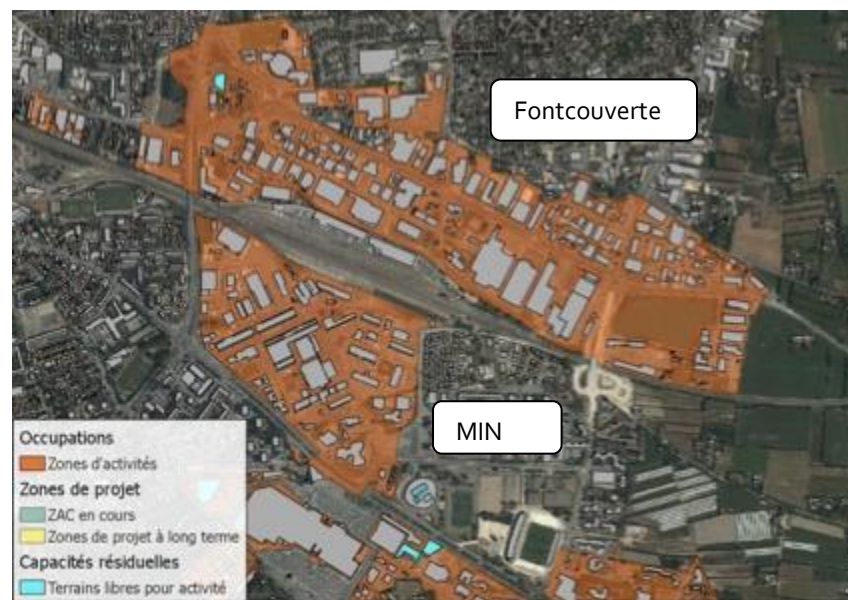 Fontcouverte
MIN
Occupations
Zones d'activités
Zones de projet
ZAC en cours
Zones de projet à long terme
Capacités résiduelles
Terrains libres pour activité